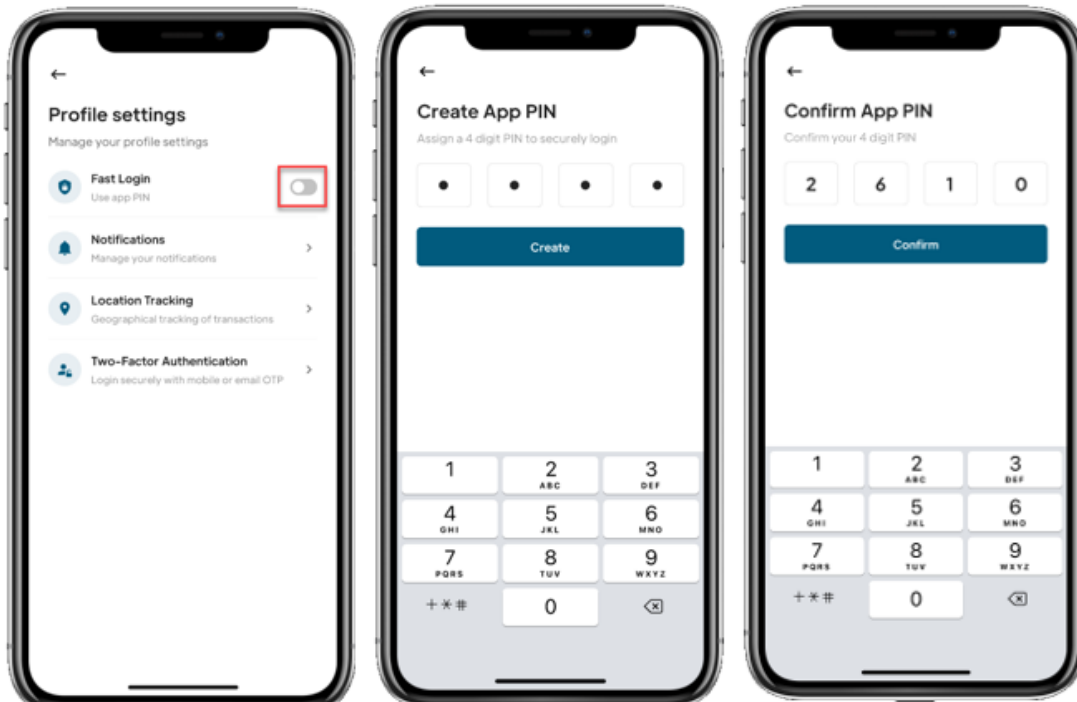 ←
Profile settings
Manage your profile settings
Fast Login
Use app PIN
Notifications
Manage your notifications
Location Tracking
Geographical tracking of transactions
Two-Factor Authentication
Login securely with mobile or email OTP
←
Create App PIN
Assign a 4 digit PIN to securely login
• • • •
Create
1 2 3
ABC DEF
4 5 6
GHI JKL MNO
7 8 9
PQRS TUV WXYZ
+*# 0
←
Confirm App PIN
Confirm your 4 digit PIN
2 6 1 0
Confirm
1 2 3
ABC DEF
4 5 6
GHI JKL MNO
7 8 9
PQRS TUV WXYZ
+*# 0